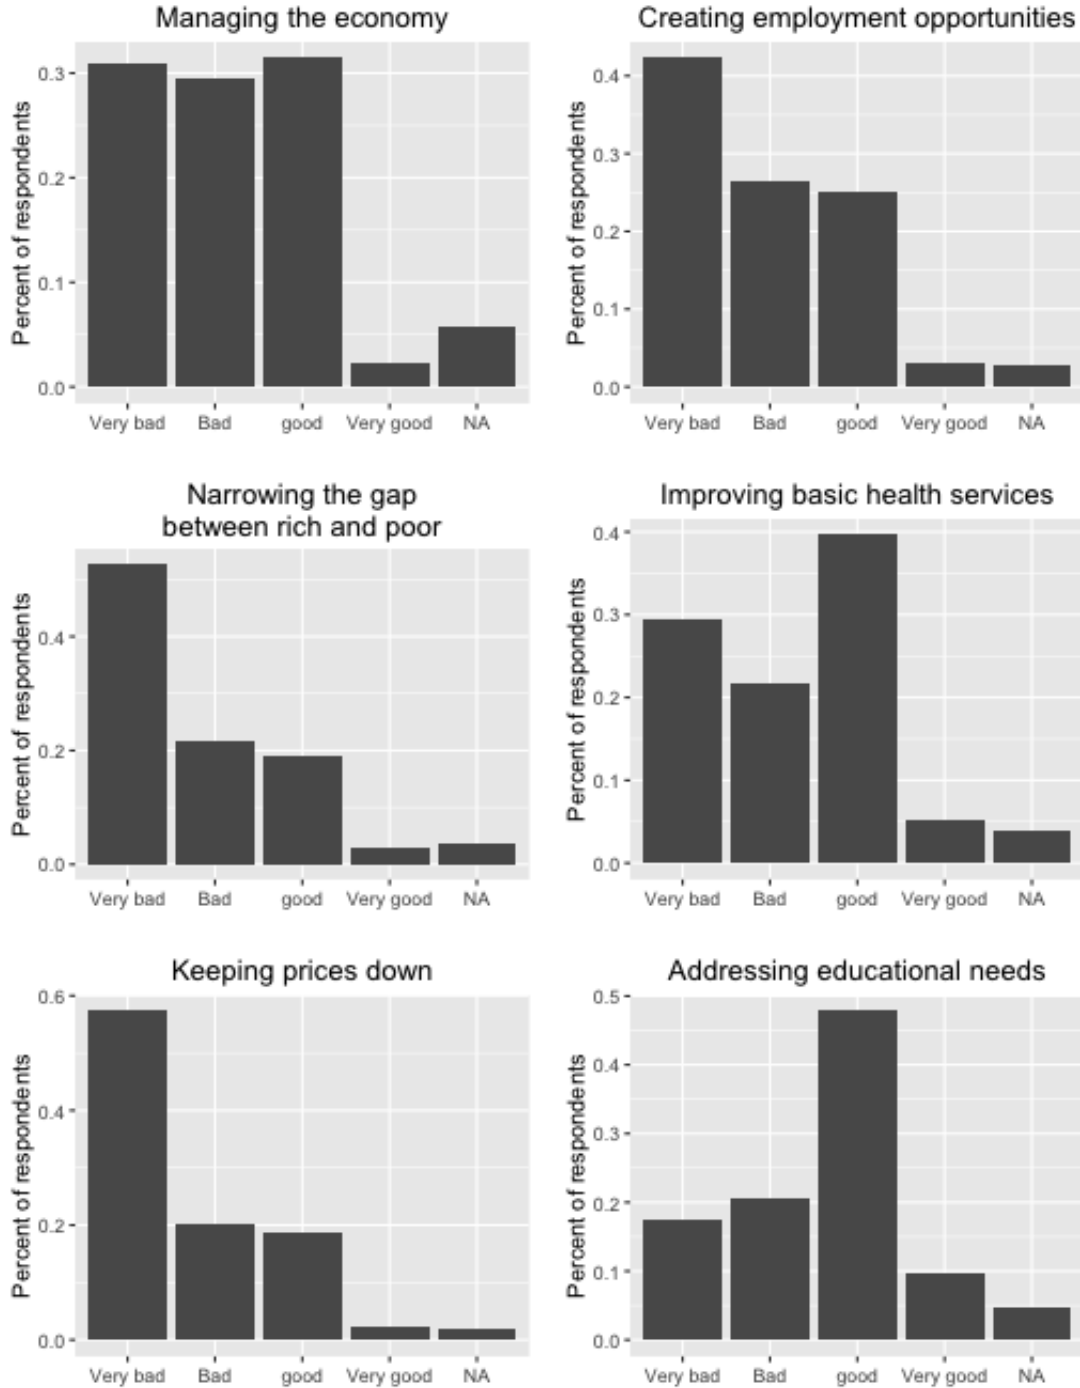 Managing the economy
Percent of respondents
0.3
0.2
0.1
0.0
Very bad Bad good Very good NA
Creating employment opportunities
Percent of respondents
0.4
0.3
0.2
0.1
0.0
Very bad Bad good Very good NA
Narrowing the gap
between rich and poor
Percent of respondents
0.4
0.2
0.0
Very bad Bad good Very good NA
Improving basic health services
Percent of respondents
0.4
0.3
0.2
0.1
0.0
Very bad Bad good Very good NA
Keeping prices down
Percent of respondents
0.6
0.4
0.2
0.0
Very bad Bad good Very good NA
Addressing educational needs
Percent of respondents
0.5
0.4
0.3
0.2
0.1
0.0
Very bad Bad good Very good NA